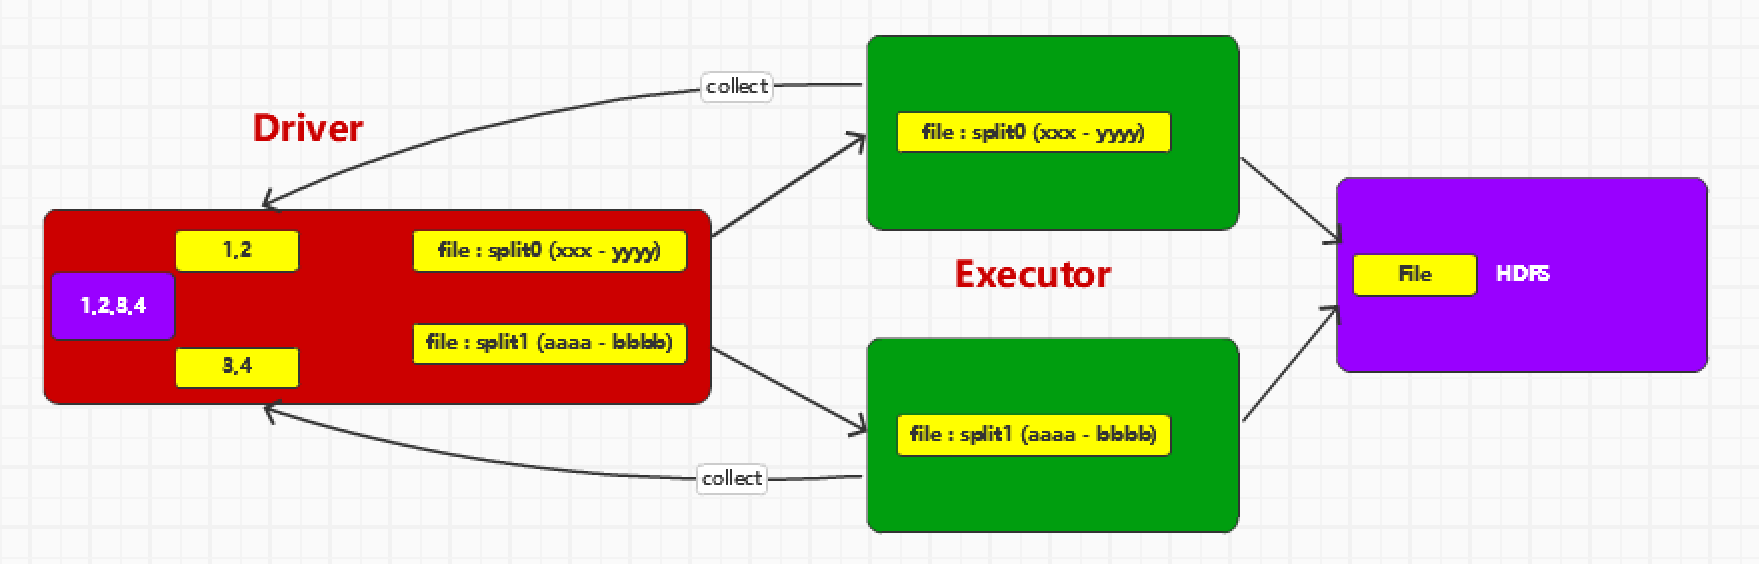 collect
Driver
file : split0 (xxx - yyyy)
1,2
file : split0 (xxx - yyyy)
1,2,3,4
Executor
File
HDFS
file : split1 (aaaa - bbbb)
3,4
file : split1 (aaaa - bbbb)
collect